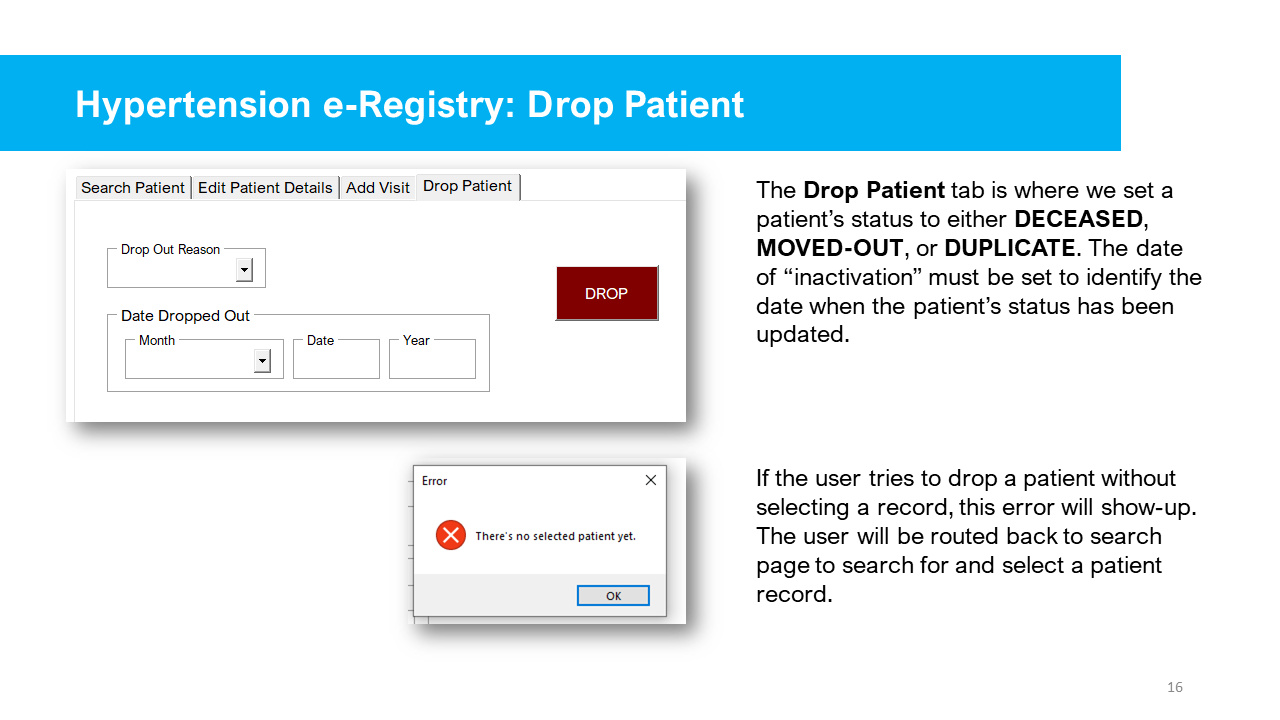 Hypertension e-Registry: Drop Patient
Search Patient Edit Patient Details Add Visit Drop Patient
Drop Out Reason
DROP
Date Dropped Out
Month Date Year
The Drop Patient tab is where we set a
patient’s status to either DECEASED,
MOVED-OUT, or DUPLICATE. The date
of “inactivation” must be set to identify the
date when the patient’s status has been
updated.
Error
There's no selected patient yet.
OK
If the user tries to drop a patient without
selecting a record, this error will show-up.
The user will be routed back to search
page to search for and select a patient
record.
16